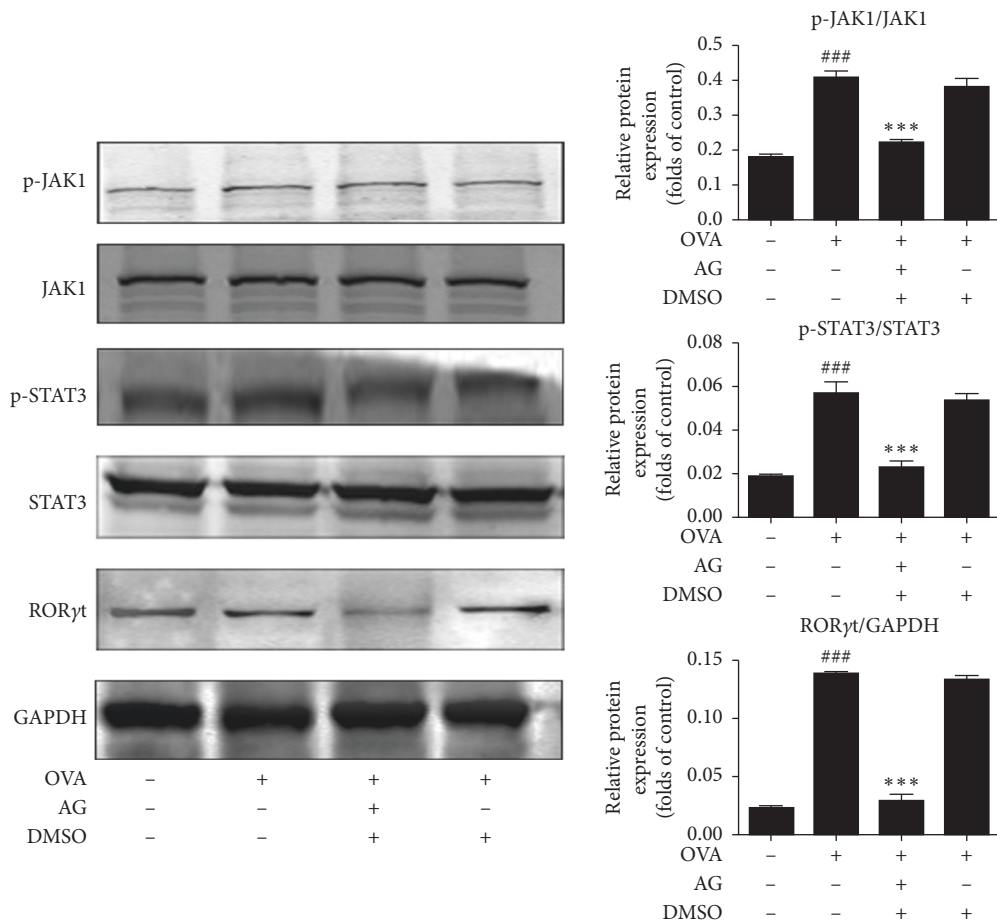 p-JAK1
JAK1
p-STAT3
STAT3
RORγt
GAPDH
OVA – + + +
AG – – + –
DMSO – – + +
p-JAK1/JAK1
Relative protein
expression
(folds of control)
0.5
0.4
0.3
0.2
0.1
0.0
###
***
OVA – + + +
AG – – + –
DMSO – – + +
p-STAT3/STAT3
Relative protein
expression
(folds of control)
0.08
0.06
0.04
0.02
0.00
###
***
OVA – + + +
AG – – + –
DMSO – – + +
RORγt/GAPDH
Relative protein
expression
(folds of control)
0.15
0.10
0.05
0.00
###
***
OVA – + + +
AG – – + –
DMSO – – + +